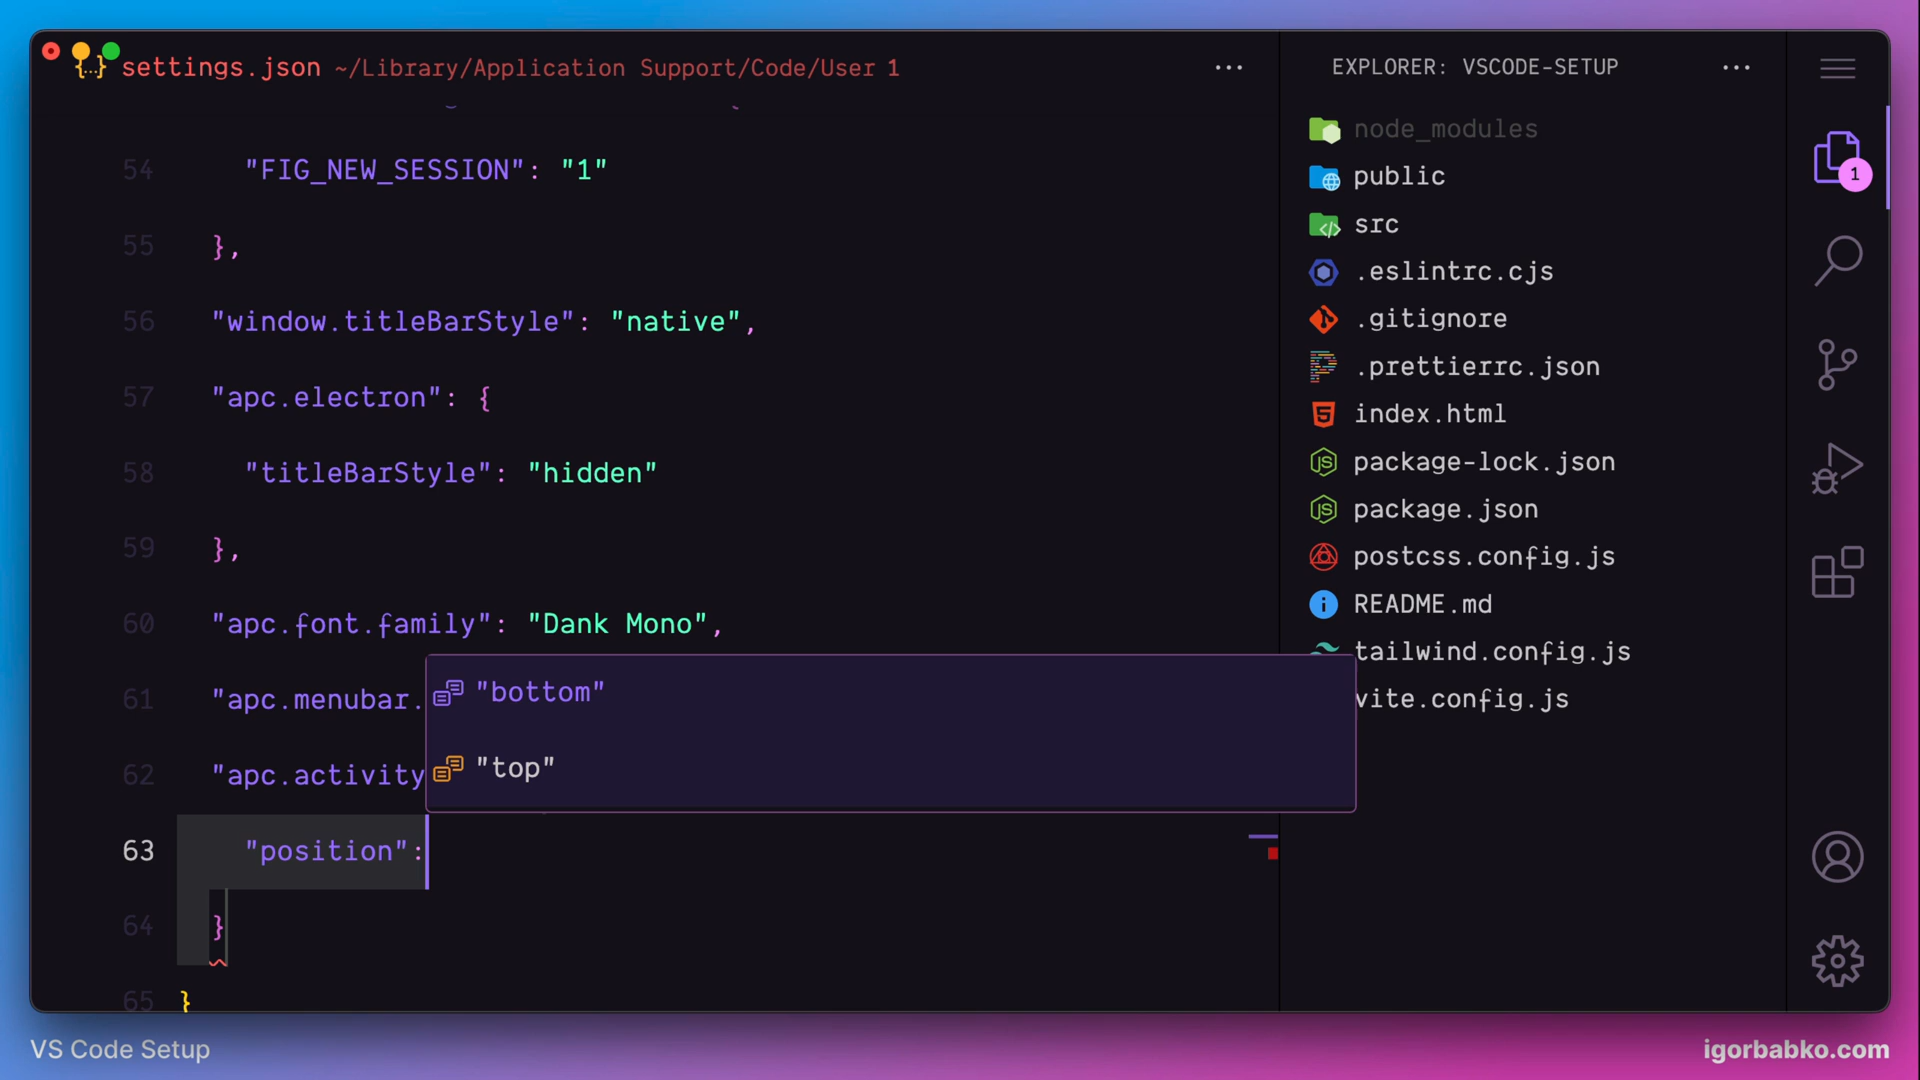 settings.json ~/Library/Application Support/Code/User 1
54 "FIG_NEW_SESSION": "1"
55 },
56 "window.titleBarStyle": "native",
57 "apc.electron": {
58 "titleBarStyle": "hidden"
59 },
60 "apc.font.family": "Dank Mono",
61 "apc.menubar.
62 "apc.activity
"bottom"
"top"
63 "position":
64 }
65 }
EXPLORER: VSCODE-SETUP
node_modules
public
src
.eslintrc.cjs
.gitignore
.prettierrc.json
index.html
package-lock.json
package.json
postcss.config.js
README.md
tailwind.config.js
vite.config.js
1
VS Code Setup
igorbabko.com